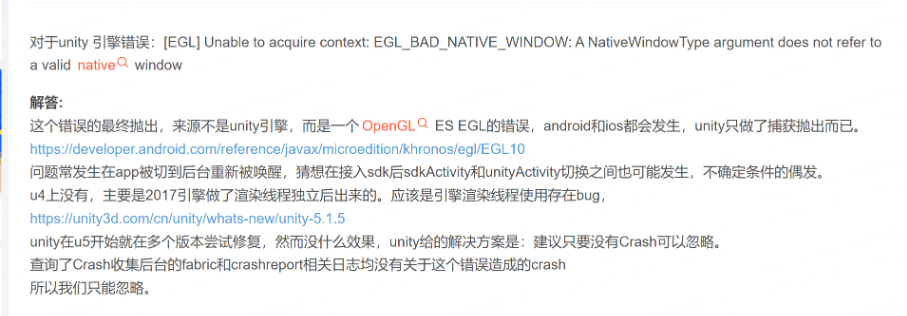 对于unity 引擎错误：[EGL] Unable to acquire context: EGL_BAD_NATIVE_WINDOW: A NativeWindowType argument does not refer to
a valid native window
解答:
这个错误的最终抛出，来源不是unity引擎，而是一个 OpenGL ES EGL的错误，android和ios都会发生，unity只做了捕获抛出而已。
https://developer.android.com/reference/javax/microedition/khronos/egl/EGL10
问题常发生在app被切到后台重新被唤醒，猜想在接入sdk后sdkActivity和unityActivity切换之间也可能发生，不确定条件的偶发。
u4上没有，主要是2017引擎做了渲染线程独立后出来的。应该是引擎渲染线程使用存在bug，
https://unity3d.com/cn/unity/whats-new/unity-5.1.5
unity在u5开始就在多个版本尝试修复，然而没什么效果，unity给的解决方案是：建议只要没有Crash可以忽略。
查询了Crash收集后台的fabric和crashreport相关日志均没有关于这个错误造成的crash
所以我们只能忽略。